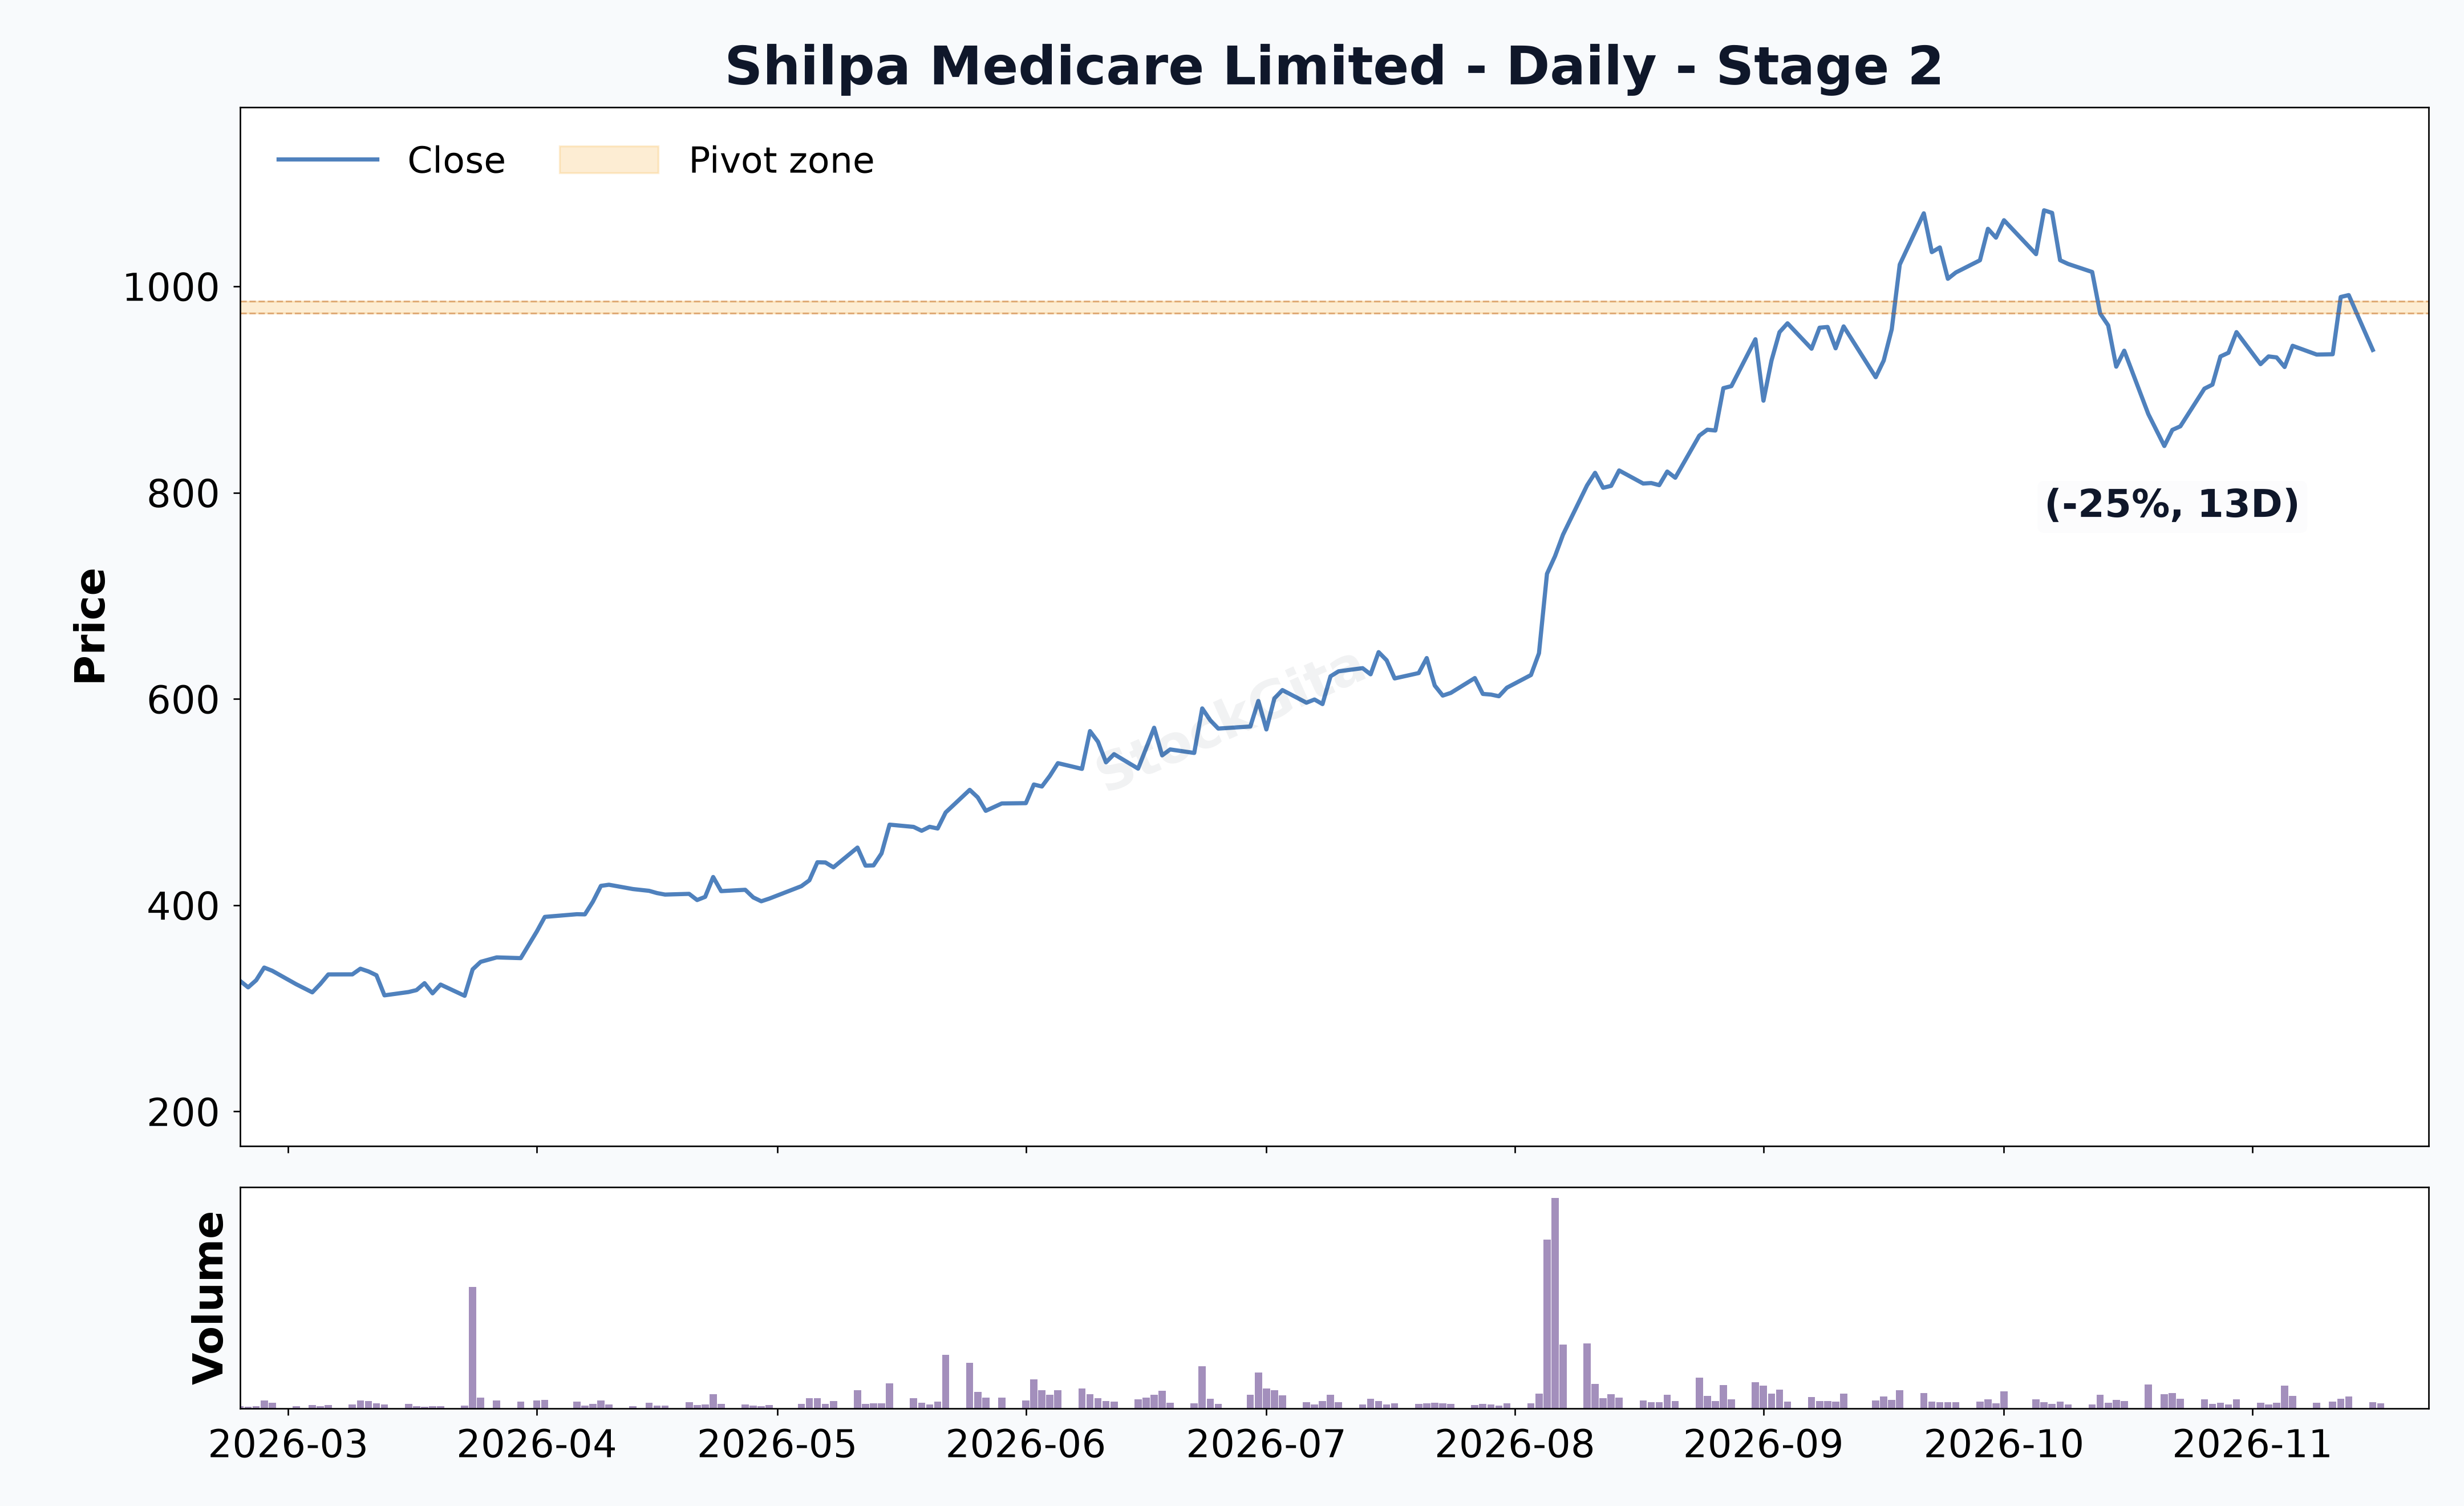 Shilpa Medicare Limited - Daily - Stage 2
Close
Pivot zone
1000
800
600
400
200
Price
(-25%, 13D)
StockGita
Volume
2026-03
2026-04
2026-05
2026-06
2026-07
2026-08
2026-09
2026-10
2026-11